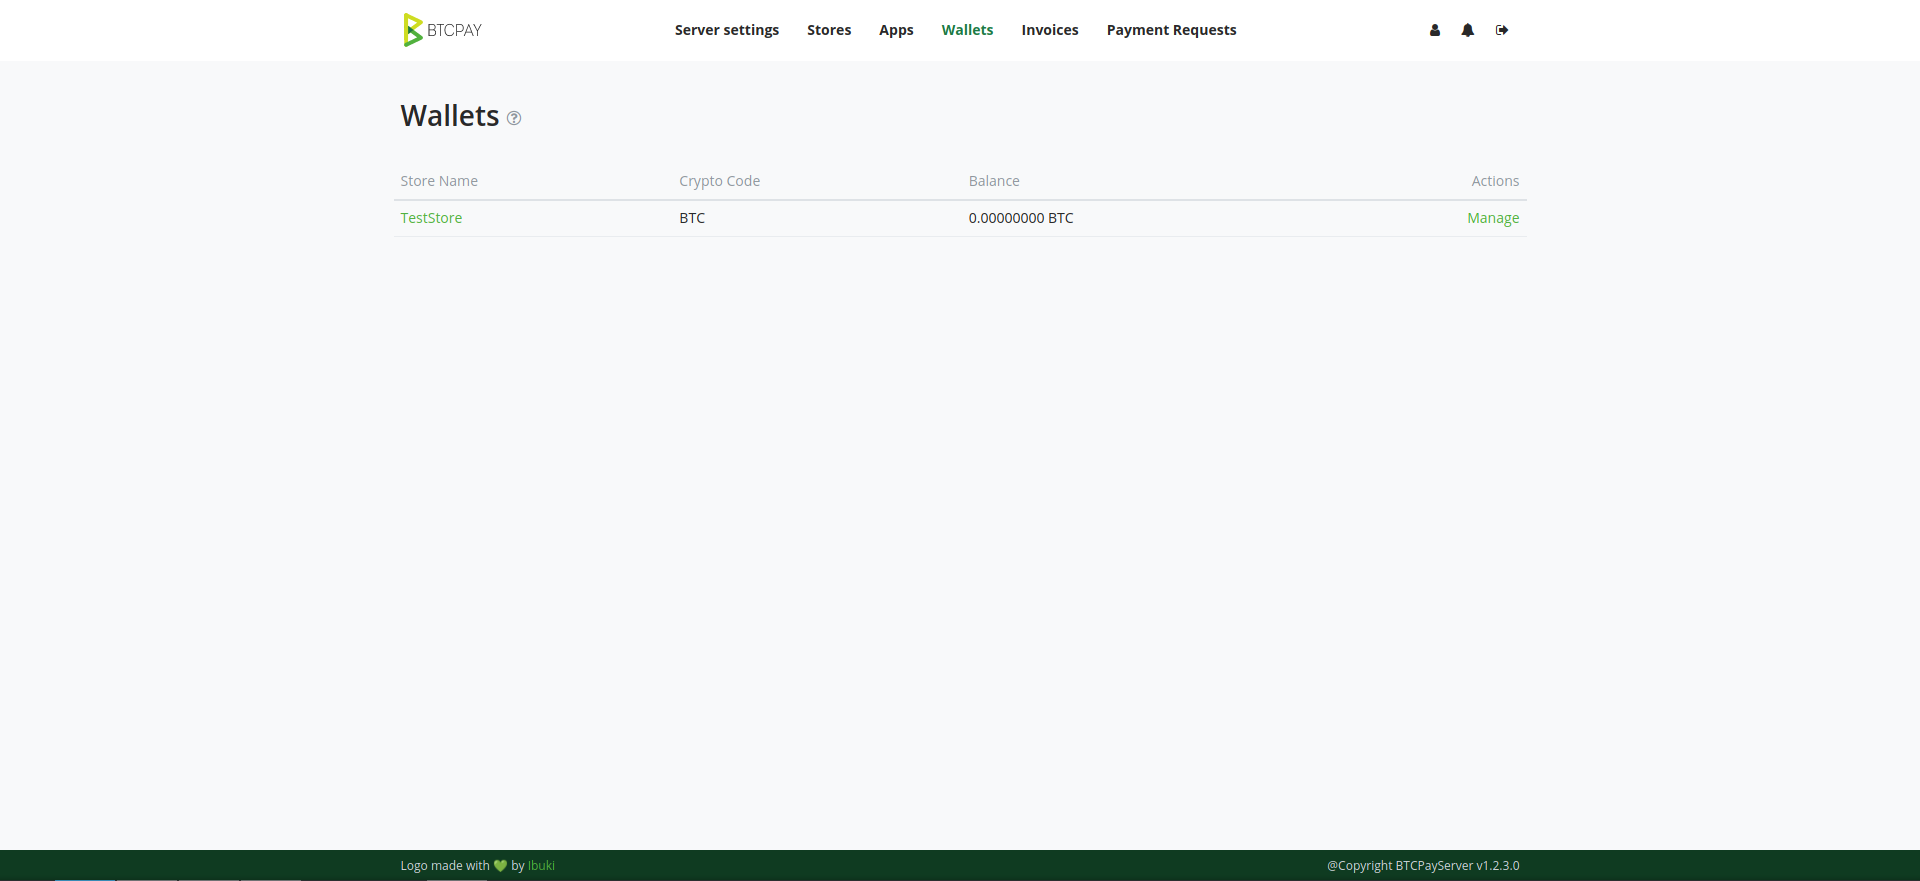 BTCPAY Server settings Stores Apps Wallets Invoices Payment Requests
Wallets ?
Store Name Crypto Code Balance Actions
TestStore BTC 0.00000000 BTC Manage
Logo made with 💚 by Ibuki @Copyright BTCPayServer v1.2.3.0